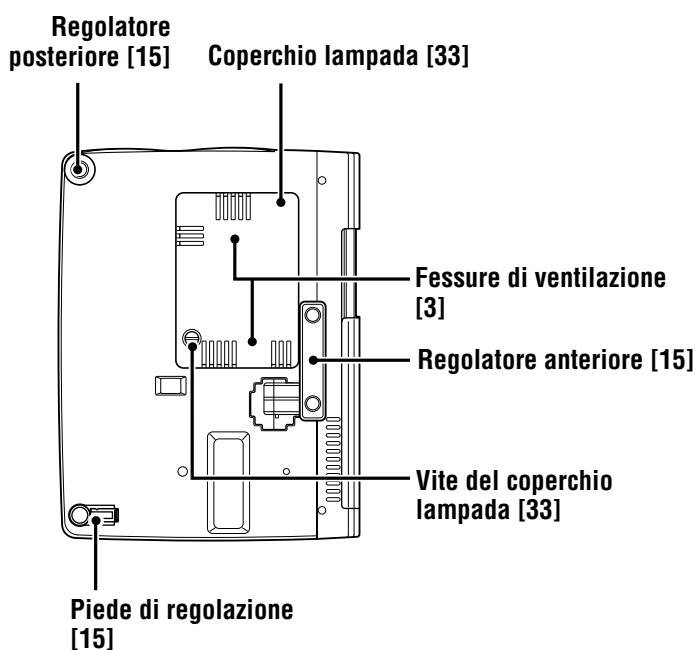 Regolatore
posteriore [15]
Coperchio lampada [33]
Fessure di ventilazione
[3]
Regolatore anteriore [15]
Vite del coperchio
lampada [33]
Piede di regolazione
[15]